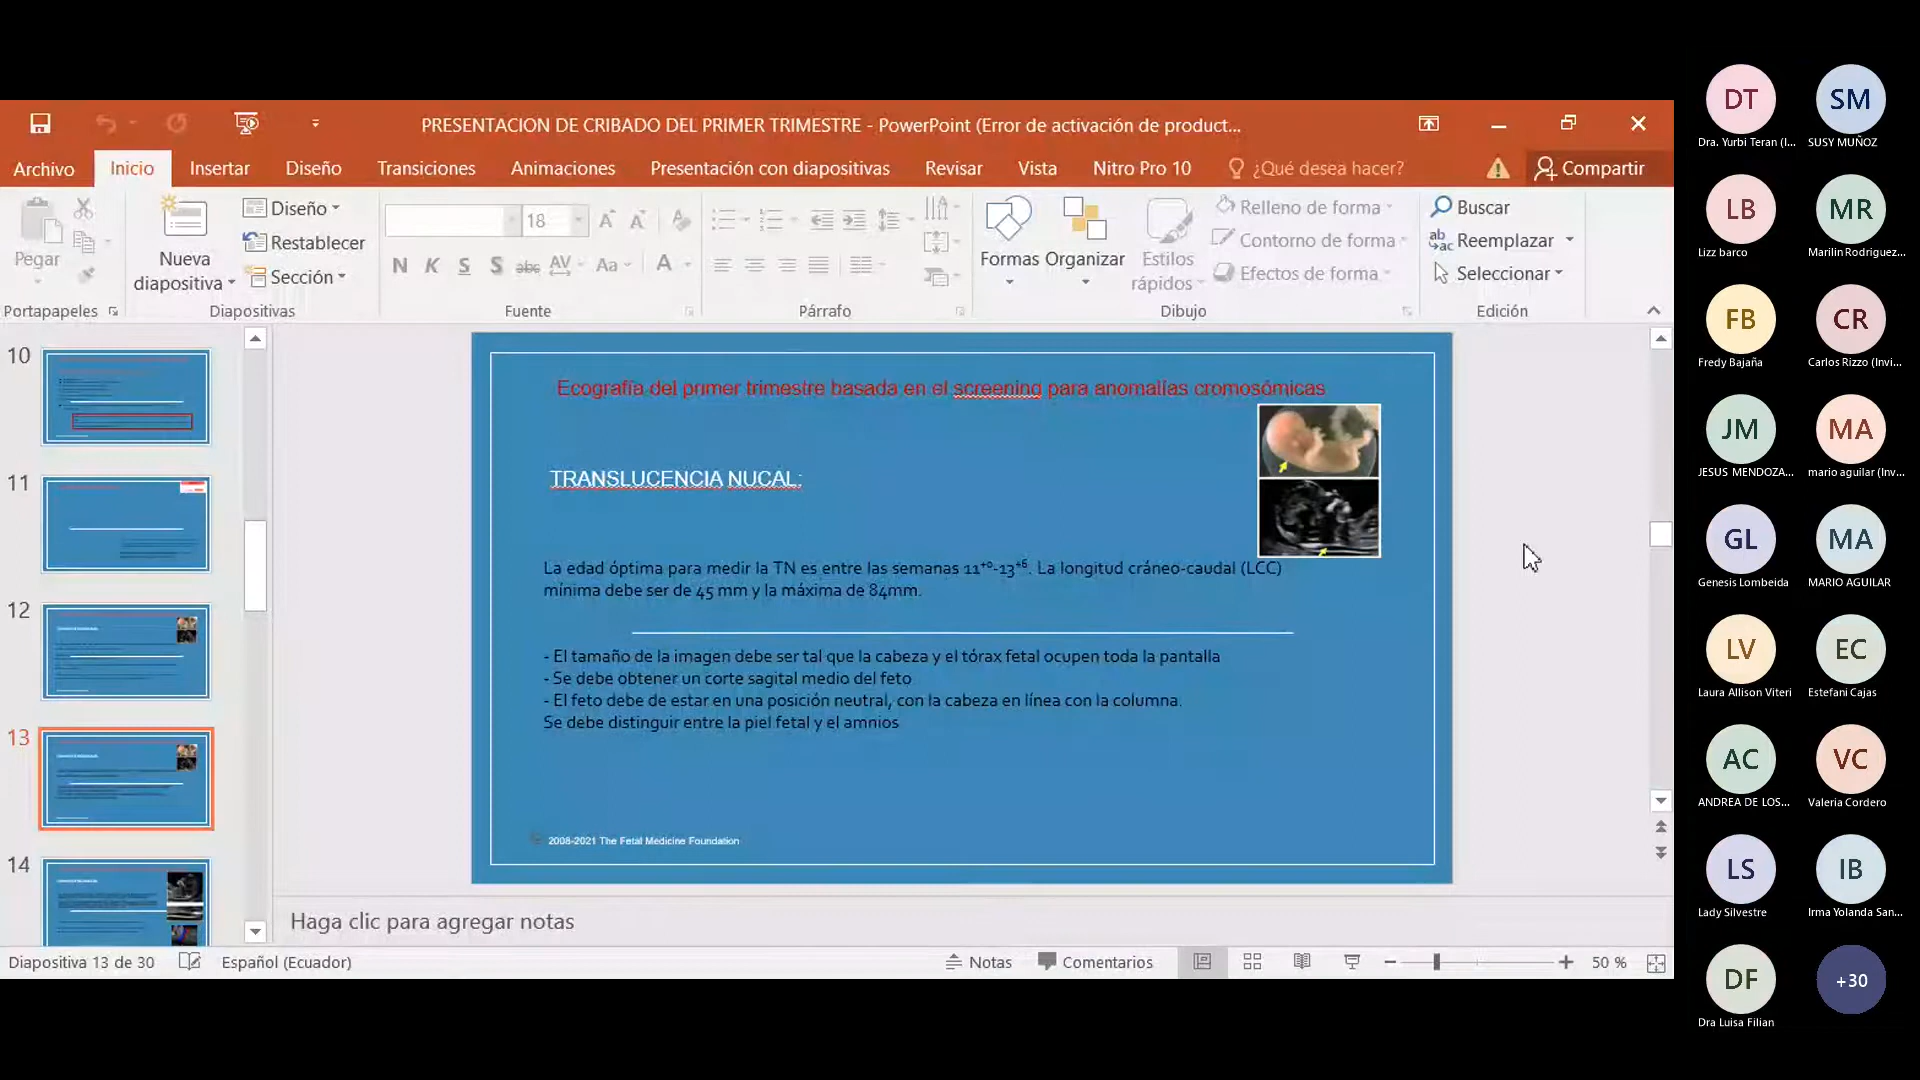 PRESENTACION DE CRIBADO DEL PRIMER TRIMESTRE - PowerPoint (Error de activación de product...
Archivo Inicio Insertar Diseño Transiciones Animaciones Presentación con diapositivas Revisar Vista Nitro Pro 10 ¿Qué desea hacer? Compartir
Pegar
Portapapeles
Nueva diapositiva
Diseño
Restablecer
Sección
Diapositivas
18
N K S S abc AV Aa A
Fuente
Párrafo
Formas
Organizar
Estilos rápidos
Relleno de forma
Contorno de forma
Efectos de forma
Dibujo
Buscar
Reemplazar
Seleccionar
Edición
10
11
12
13
14
Ecografía del primer trimestre basada en el screening para anomalías cromosómicas
TRANSLUCENCIA NUCAL:
La edad óptima para medir la TN es entre las semanas 11⁺⁰-13⁺⁶. La longitud cráneo-caudal (LCC)
mínima debe ser de 45 mm y la máxima de 84mm.
- El tamaño de la imagen debe ser tal que la cabeza y el tórax fetal ocupen toda la pantalla
- Se debe obtener un corte sagital medio del feto
- El feto debe de estar en una posición neutral, con la cabeza en línea con la columna.
Se debe distinguir entre la piel fetal y el amnios
2008-2021 The Fetal Medicine Foundation
Haga clic para agregar notas
Diapositiva 13 de 30 Español (Ecuador) Notas Comentarios 50 %
DT SM
Dra. Yurbi Teran (I... SUSY MUÑOZ
LB MR
Lizz barco Marilin Rodriguez...
FB CR
Fredy Bajaña Carlos Rizzo (Invi...
JM MA
JESUS MENDOZA... mario aguilar (Inv...
GL MA
Genesis Lombeida MARIO AGUILAR
LV EC
Laura Allison Viteri Estefani Cajas
AC VC
ANDREA DE LOS... Valeria Cordero
LS IB
Lady Silvestre Irma Yolanda San...
DF +30
Dra Luisa Filian